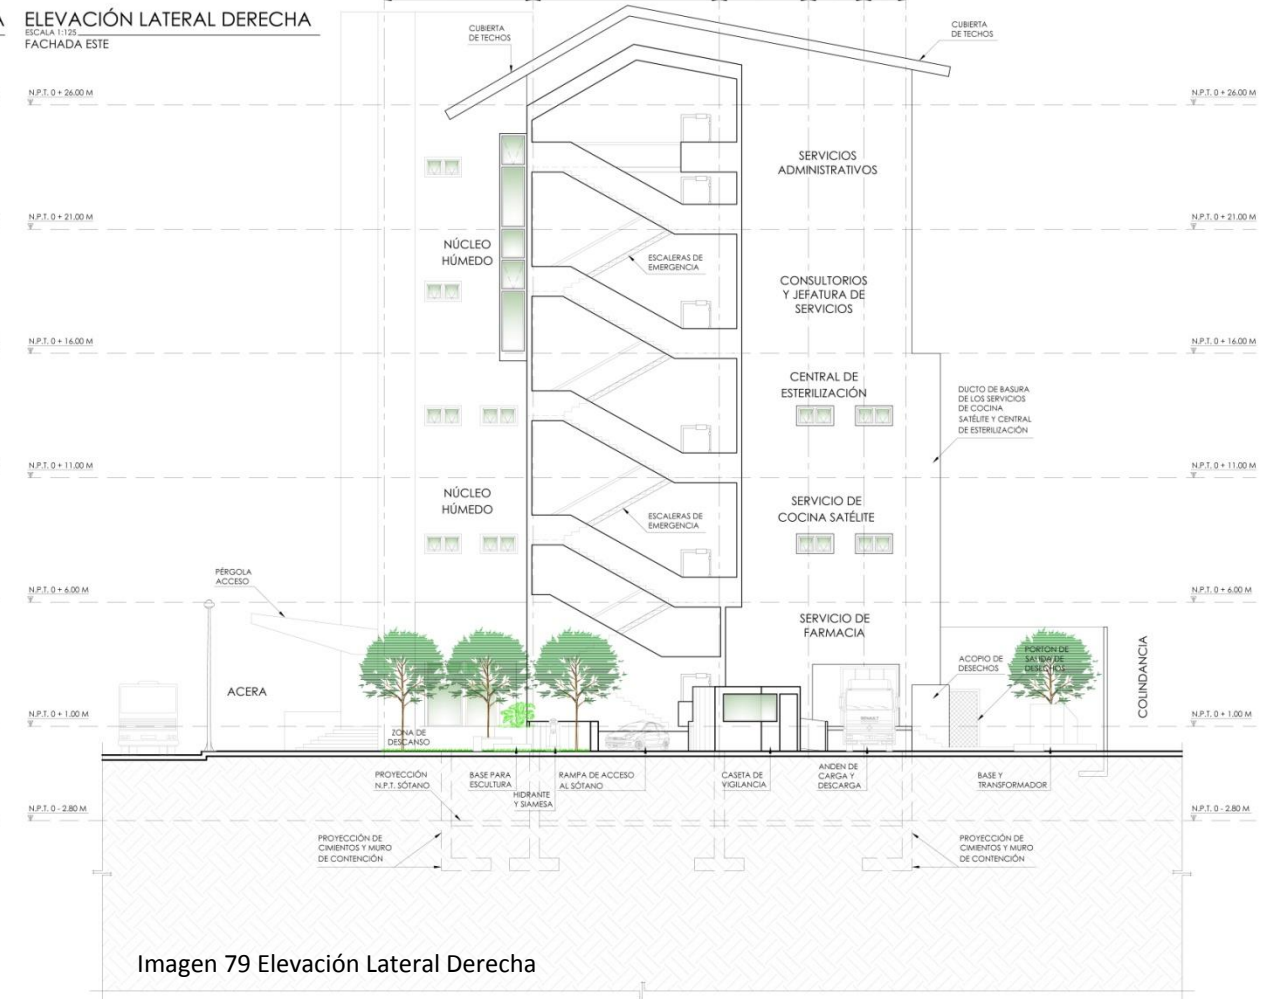 A
ELEVACIÓN LATERAL DERECHA
ESCALA 1:125
FACHADA ESTE
CUBIERTA
DE TECHOS
CUBIERTA
DE TECHOS
N.P.T. 0 + 26.00 M
N.P.T. 0 + 26.00 M
SERVICIOS
ADMINISTRATIVOS
N.P.T. 0 + 21.00 M
N.P.T. 0 + 21.00 M
NÚCLEO
HÚMEDO
ESCALERAS DE
EMERGENCIA
CONSULTORIOS
Y JEFATURA DE
SERVICIOS
N.P.T. 0 + 16.00 M
N.P.T. 0 + 16.00 M
CENTRAL DE
ESTERILIZACIÓN
DUCTO DE BASURA
DE LOS SERVICIOS
DE COCINA
SATÉLITE Y CENTRAL
DE ESTERILIZACIÓN
N.P.T. 0 + 11.00 M
N.P.T. 0 + 11.00 M
NÚCLEO
HÚMEDO
ESCALERAS DE
EMERGENCIA
SERVICIO DE
COCINA SATÉLITE
PÉRGOLA
ACCESO
N.P.T. 0 + 6.00 M
N.P.T. 0 + 6.00 M
SERVICIO DE
FARMACIA
ACOPIO DE
DESECHOS
PORTON DE
SALIDA DE
DESECHOS
COLINDANCIA
ACERA
N.P.T. 0 + 1.00 M
N.P.T. 0 + 1.00 M
RENAULT
ZONA DE
DESCANSO
PROYECCIÓN
N.P.T. SÓTANO
BASE PARA
ESCULTURA
HIDRANTE
Y SIAMESA
RAMPA DE ACCESO
AL SÓTANO
CASETA DE
VIGILANCIA
ANDEN DE
CARGA Y
DESCARGA
BASE Y
TRANSFORMADOR
N.P.T. 0 - 2.80 M
N.P.T. 0 - 2.80 M
PROYECCIÓN DE
CIMIENTOS Y MURO
DE CONTENCIÓN
PROYECCIÓN DE
CIMIENTOS Y MURO
DE CONTENCIÓN
Imagen 79 Elevación Lateral Derecha